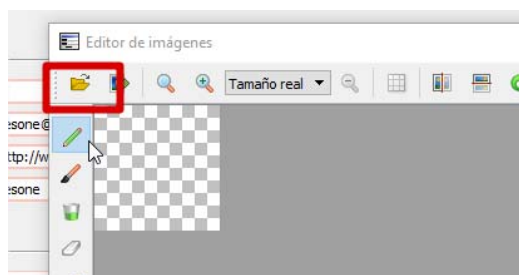 Editor de imágenes
Tamaño real
esone@
ttp://w
esone